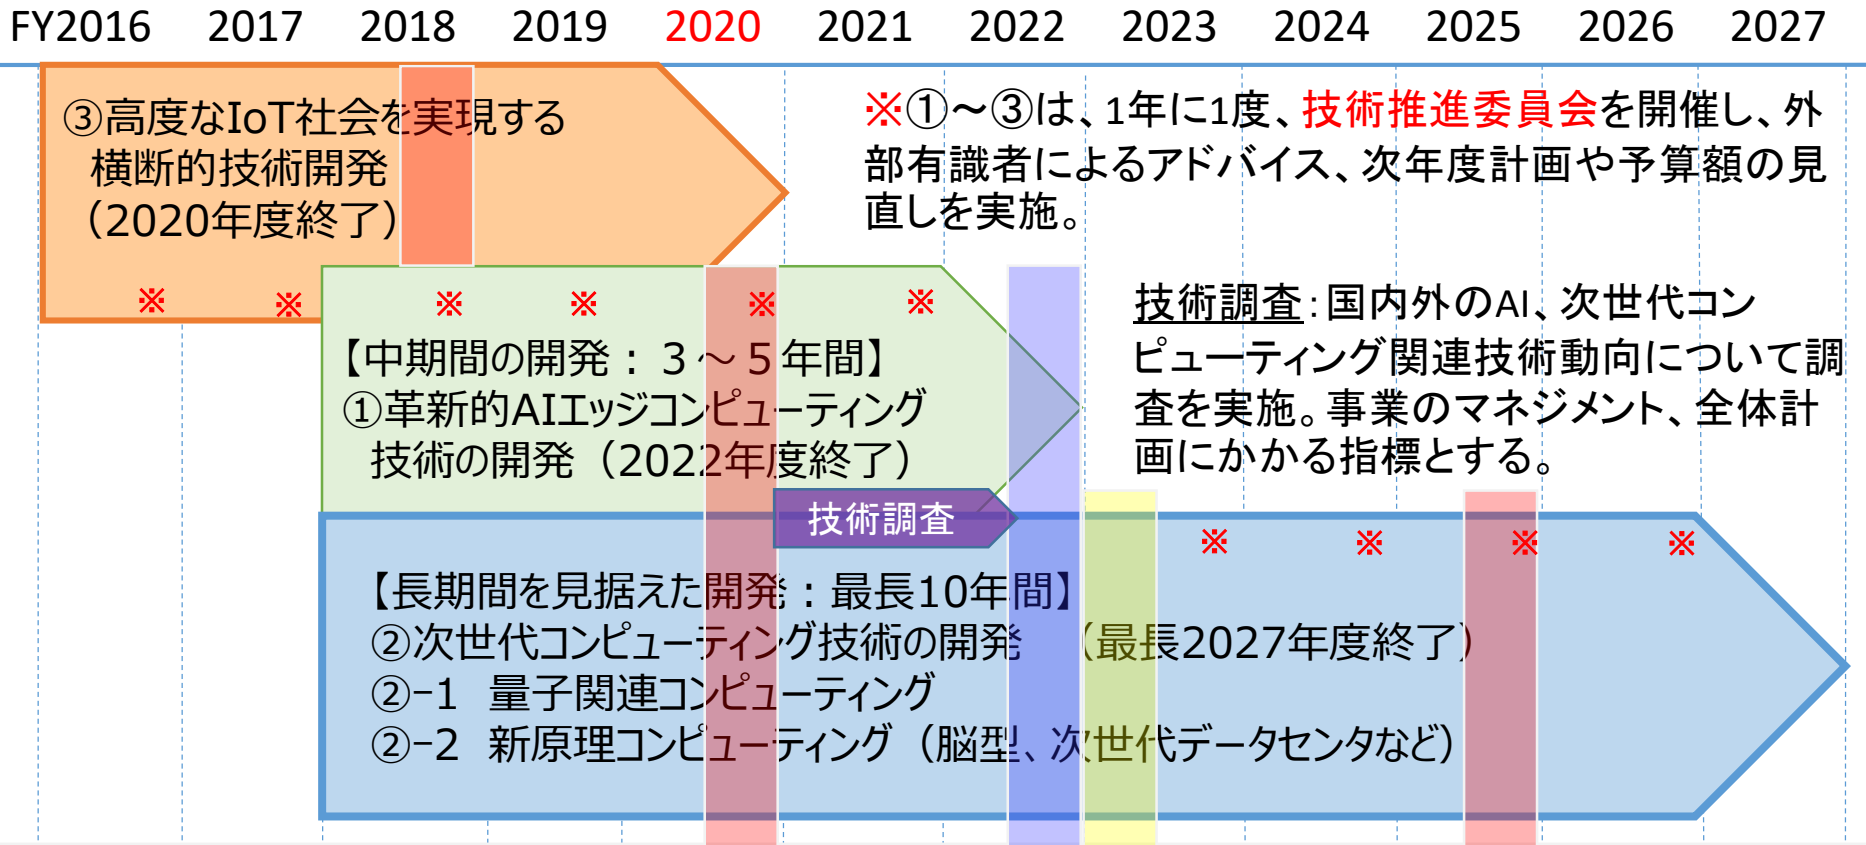 FY2016 2017 2018 2019 2020 2021 2022 2023 2024 2025 2026 2027
③高度なIoT社会を実現する
横断的技術開発
（2020年度終了）
※①～③は、1年に1度、技術推進委員会を開催し、外
部有識者によるアドバイス、次年度計画や予算額の見
直しを実施。
※ ※ ※ ※ ※ ※
【中期間の開発：３～５年間】
①革新的AIエッジコンピューティング
技術の開発（2022年度終了）
技術調査：国内外のAI、次世代コン
ピューティング関連技術動向について調
査を実施。事業のマネジメント、全体計
画にかかる指標とする。
技術調査
※ ※ ※ ※
【長期間を見据えた開発：最長10年間】
②次世代コンピューティング技術の開発　（最長2027年度終了）
②-1　量子関連コンピューティング
②-2　新原理コンピューティング（脳型、次世代データセンタなど）